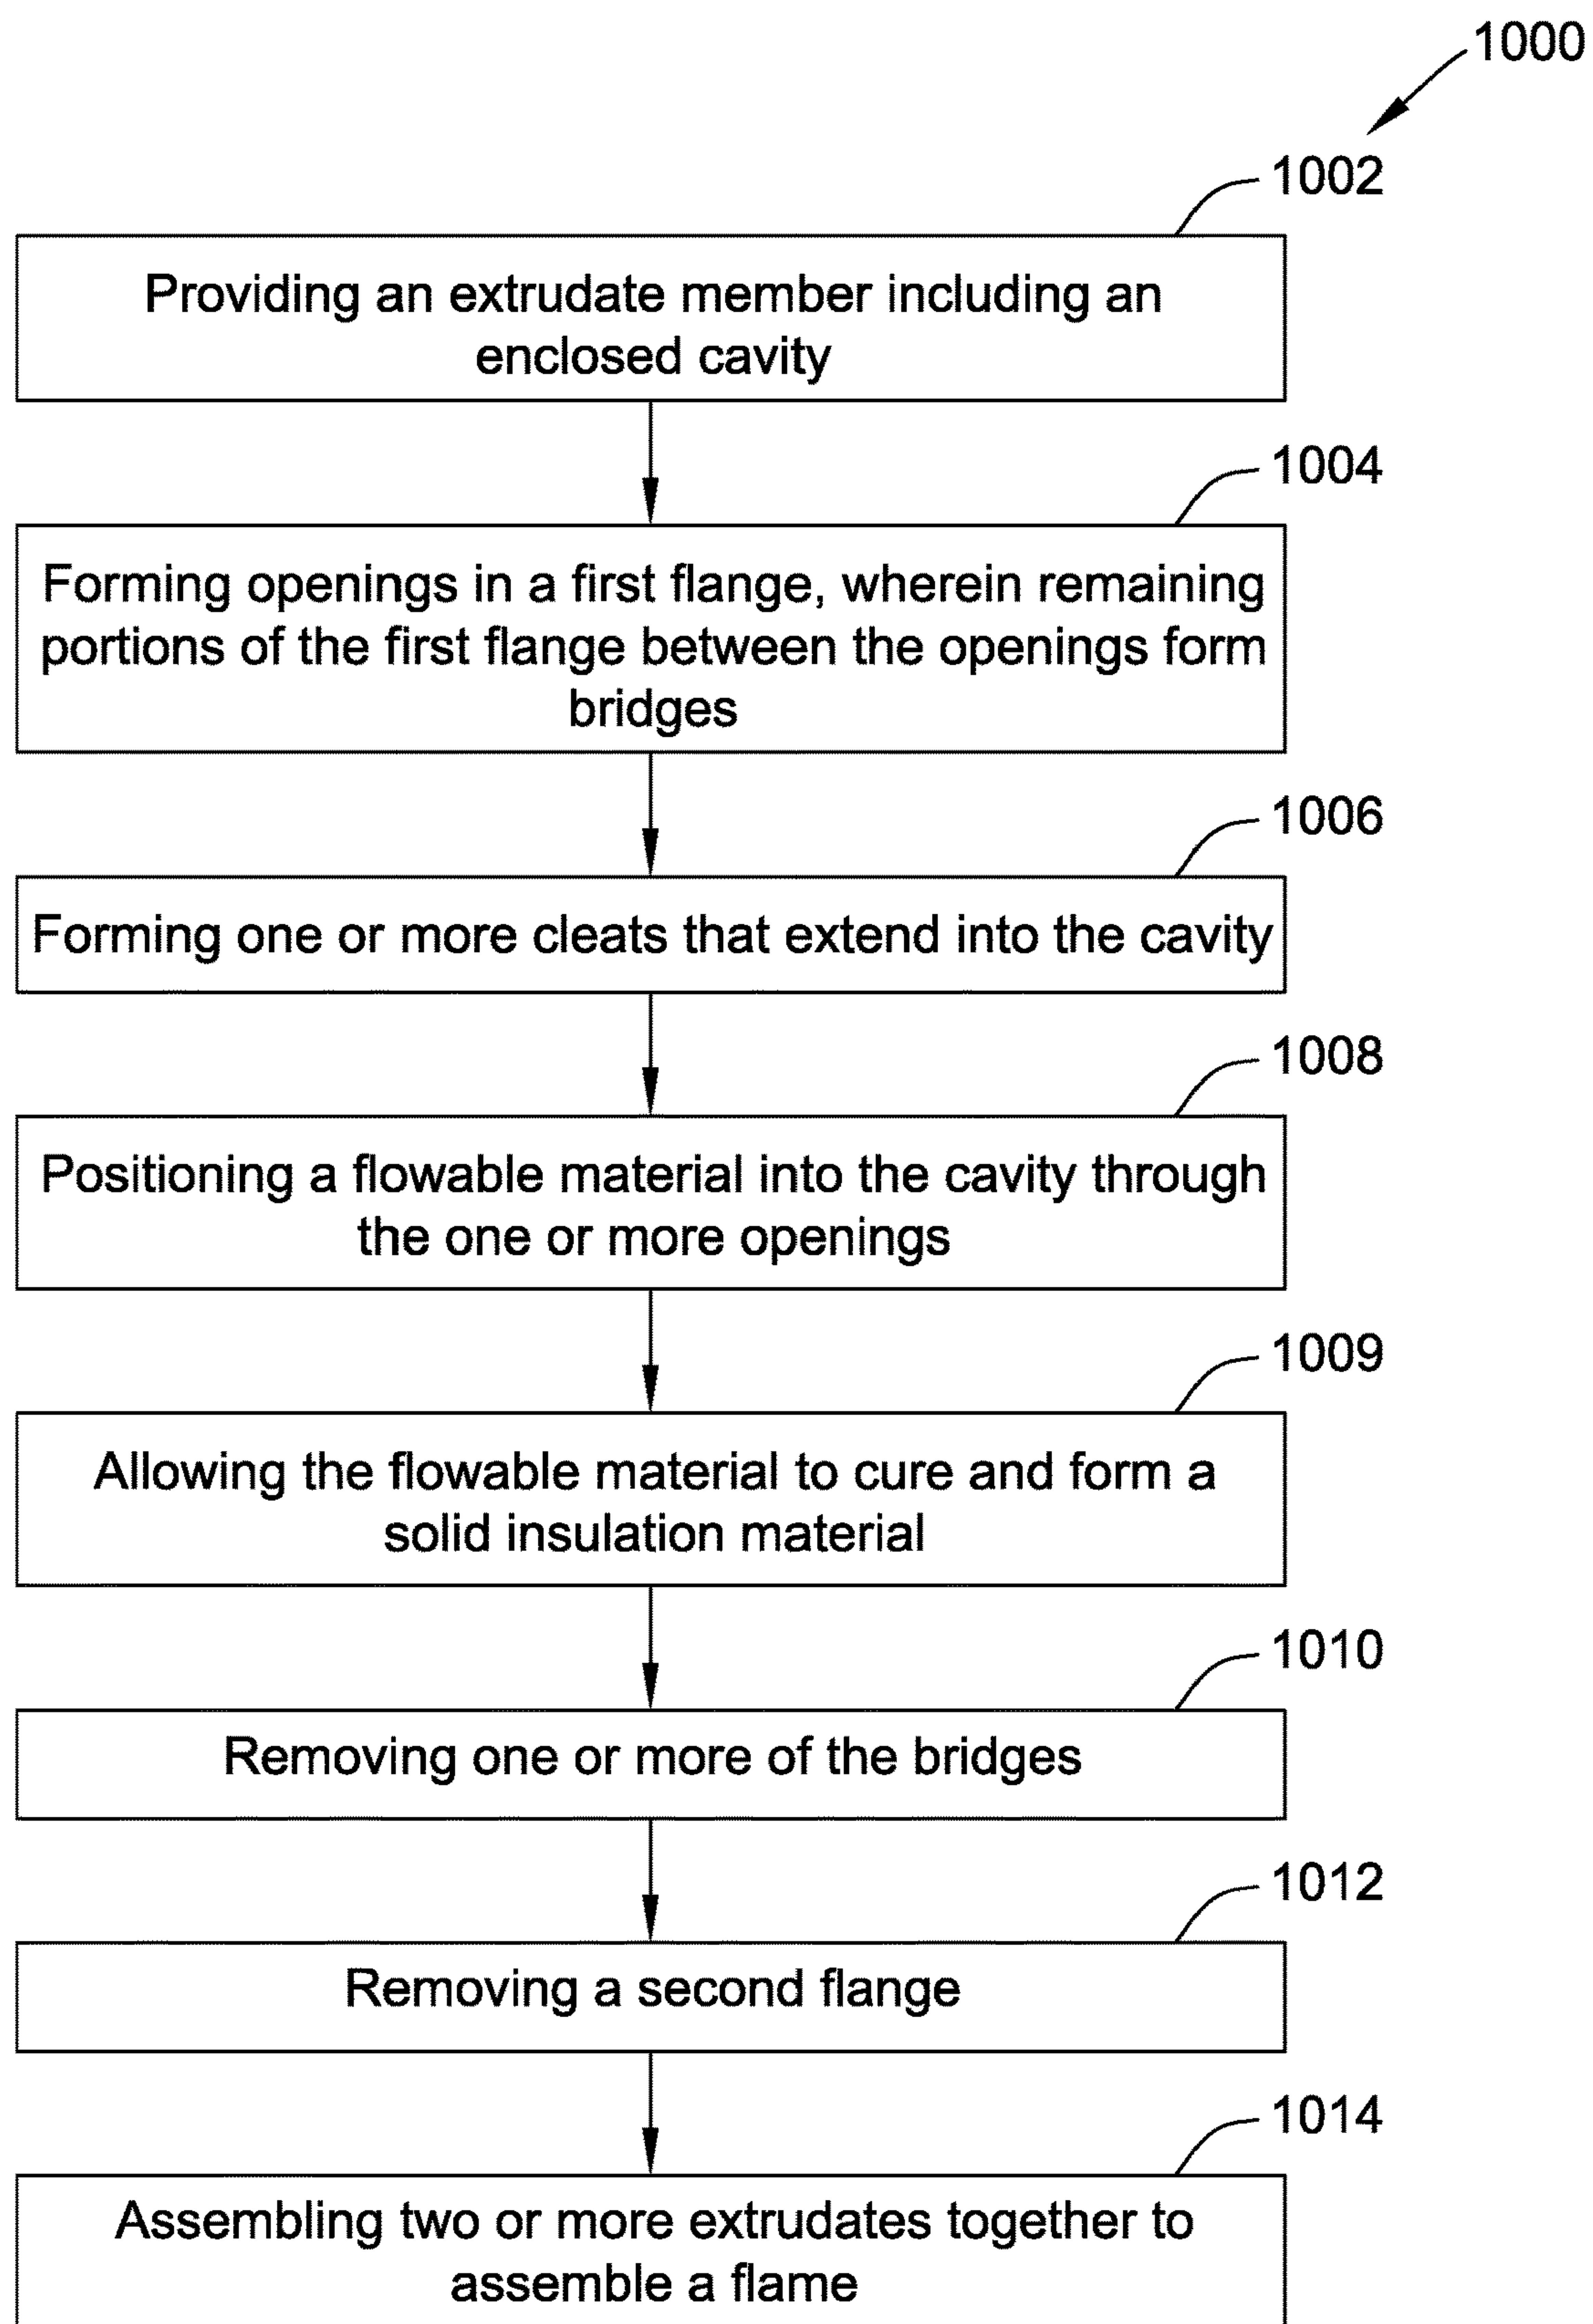 1000
1002
Providing an extrudate member including an
enclosed cavity
1004
Forming openings in a first flange, wherein remaining
portions of the first flange between the openings form
bridges
1006
Forming one or more cleats that extend into the cavity
1008
Positioning a flowable material into the cavity through
the one or more openings
1009
Allowing the flowable material to cure and form a
solid insulation material
1010
Removing one or more of the bridges
1012
Removing a second flange
1014
Assembling two or more extrudates together to
assemble a flame